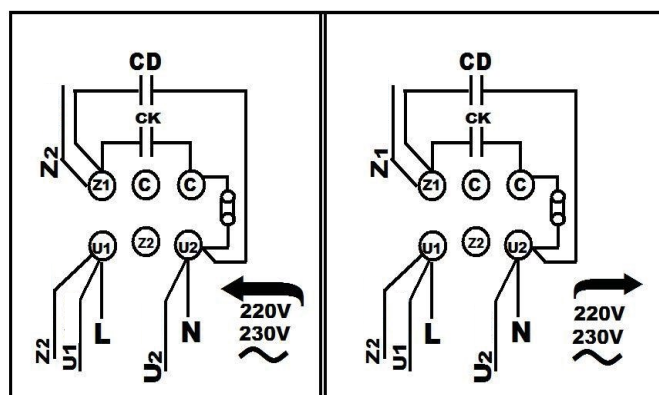 CD
CK
Z2
Z1 C C
U1 Z2 U2
Z2 U1 L U2 N
220V
230V
CD
CK
Z1
Z1 C C
U1 Z2 U2
Z2 U1 L U2 N
220V
230V